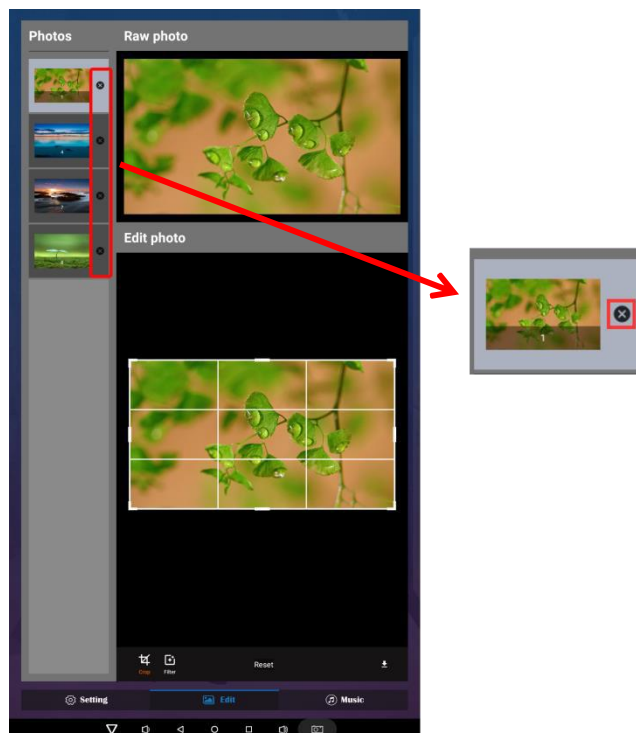 Photos
Raw photo
Edit photo
1
Crop
Filter
Reset
Setting
Edit
Music